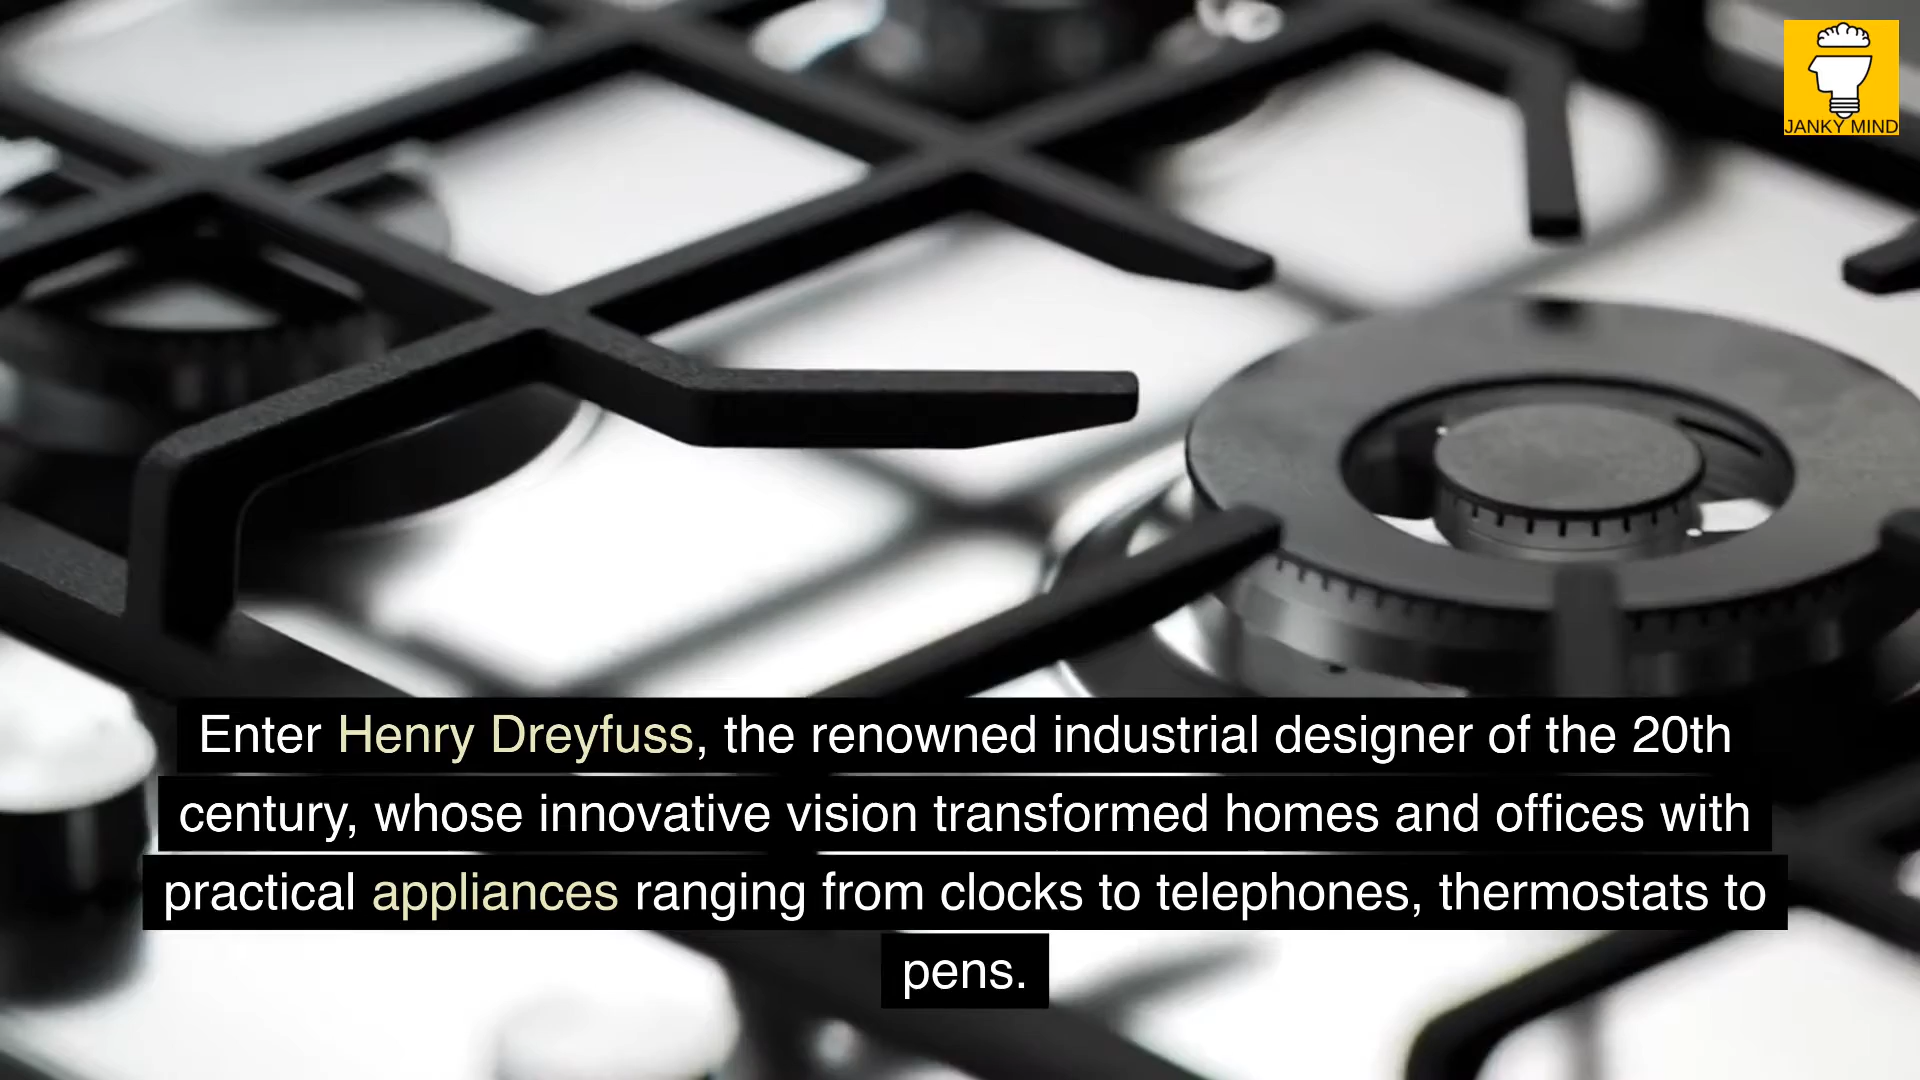 JANKY MIND
Enter Henry Dreyfuss, the renowned industrial designer of the 20th
century, whose innovative vision transformed homes and offices with
practical appliances ranging from clocks to telephones, thermostats to
pens.